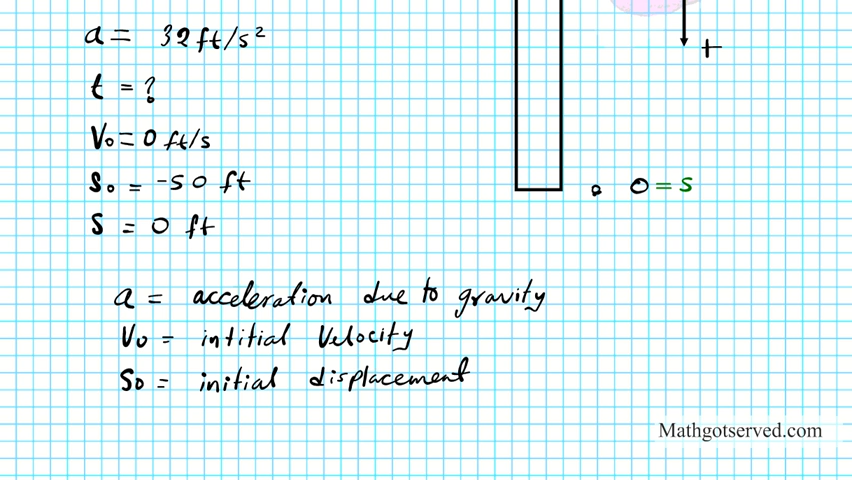 a = 32 ft/s²
+
t = ?
V₀ = 0 ft/s
S₀ = -50 ft
0 = S
S = 0 ft
a = acceleration due to gravity
V₀ = intitial Velocity
S₀ = initial displacement
Mathgotserved.com